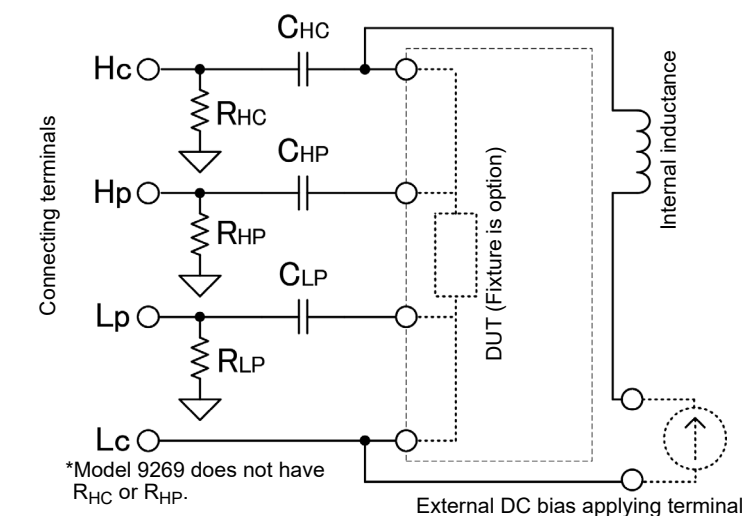 CHC
Hc
RHC
CHP
Hp
RHP
CLP
Lp
RLP
Lc
Connecting terminals
DUT (Fixture is option)
Internal inductance
*Model 9269 does not have
RHC or RHP.
External DC bias applying terminal